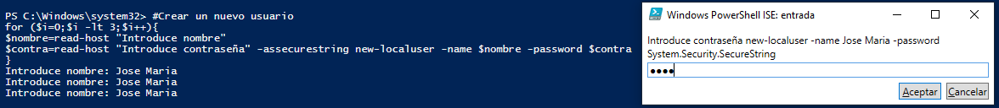 PS C:\Windows\system32> #Crear un nuevo usuario
for ($i=0;$i -lt 3;$i++){
$nombre=read-host "Introduce nombre"
$contra=read-host "Introduce contraseña" -assecurestring new-localuser -name $nombre -password $contra
}
Introduce nombre: Jose Maria
Introduce nombre: Jose Maria
Introduce nombre: Jose Maria
Windows PowerShell ISE: entrada
Introduce contraseña new-localuser -name Jose Maria -password
System.Security.SecureString
●●●●
Aceptar Cancelar